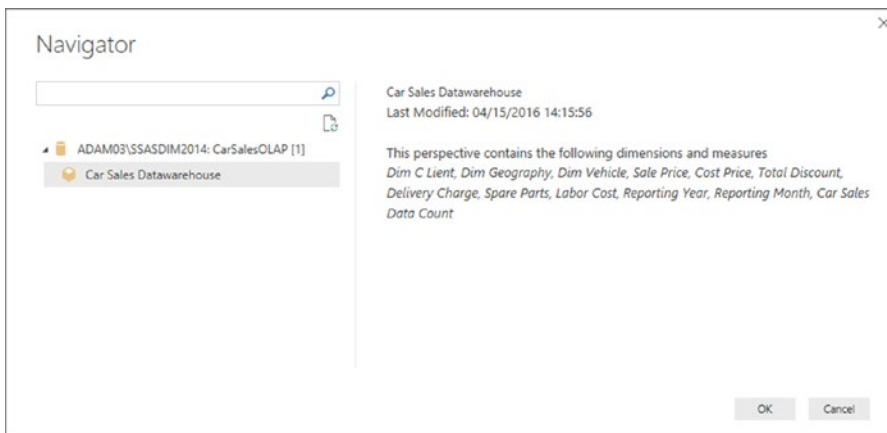 Navigator
ADAM03\SSASDIM2014: CarSalesOLAP [1]
Car Sales Datawarehouse
Car Sales Datawarehouse
Last Modified: 04/15/2016 14:15:56
This perspective contains the following dimensions and measures
Dim C Lient, Dim Geography, Dim Vehicle, Sale Price, Cost Price, Total Discount,
Delivery Charge, Spare Parts, Labor Cost, Reporting Year, Reporting Month, Car Sales
Data Count
OK
Cancel